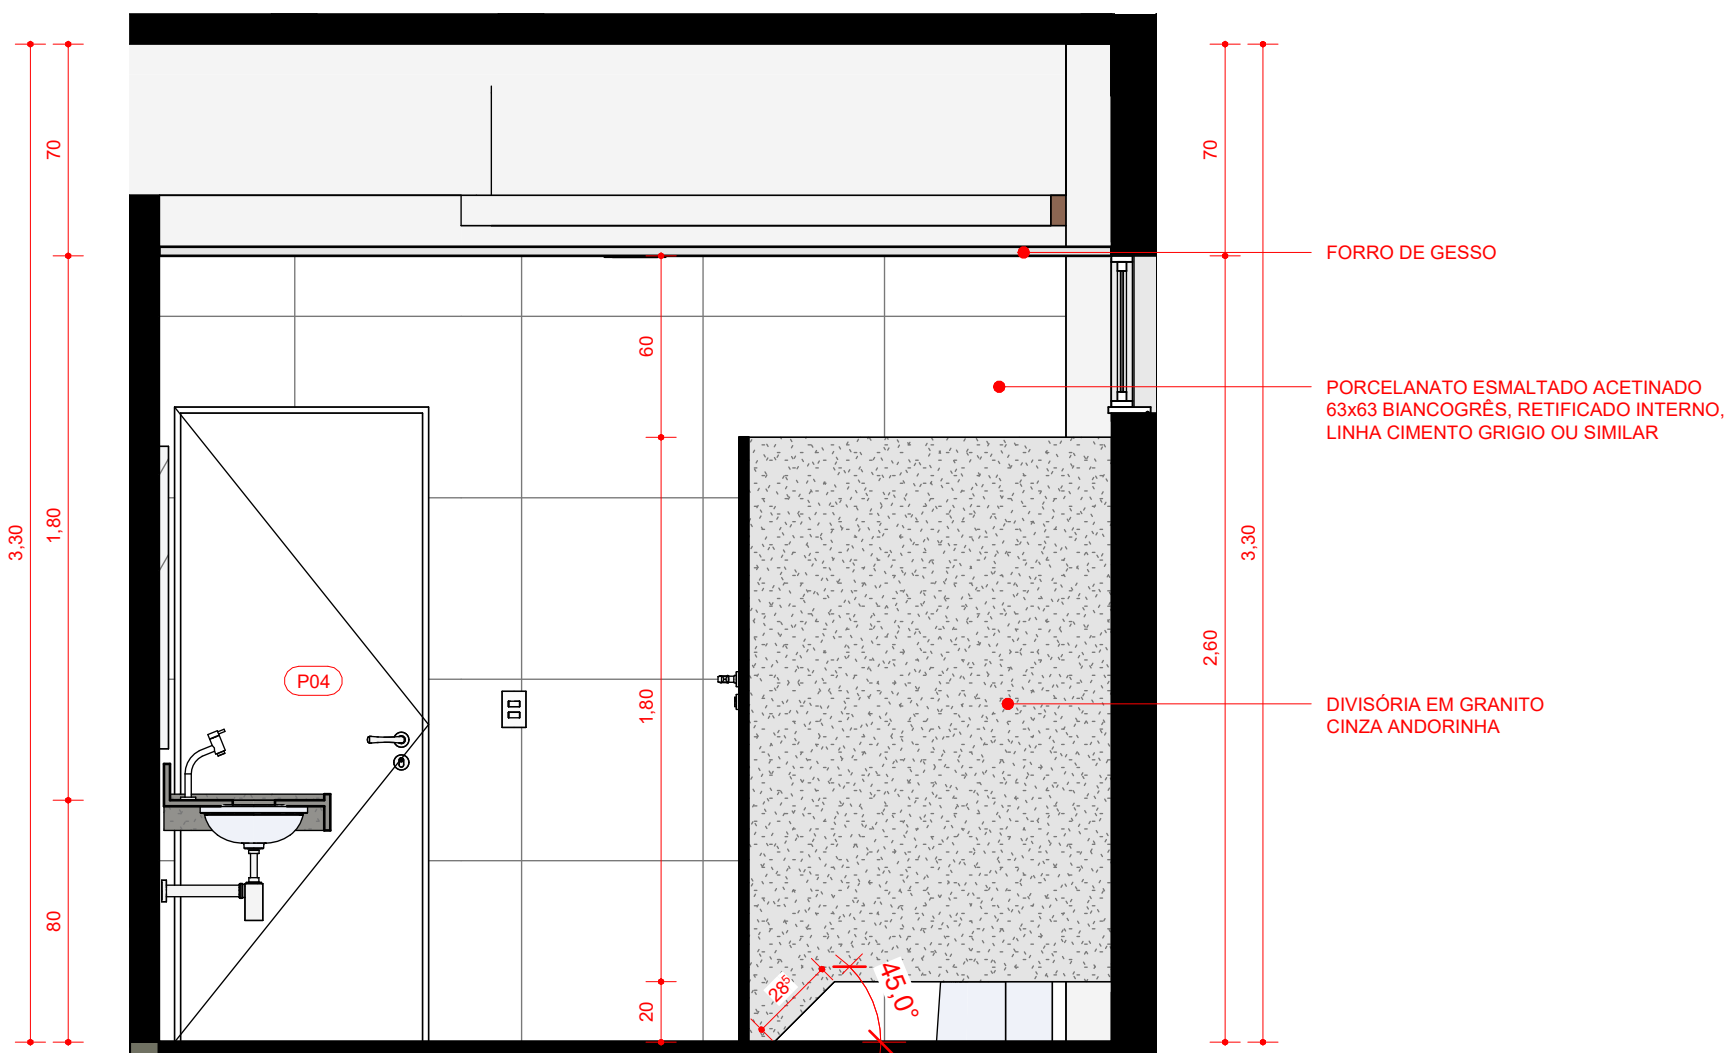 70
1,80
3,30
80
60
1,80
20
28⁵
45,0°
P04
70
3,30
2,60
FORRO DE GESSO
PORCELANATO ESMALTADO ACETINADO
63x63 BIANCOGRÊS, RETIFICADO INTERNO,
LINHA CIMENTO GRIGIO OU SIMILAR
DIVISÓRIA EM GRANITO
CINZA ANDORINHA